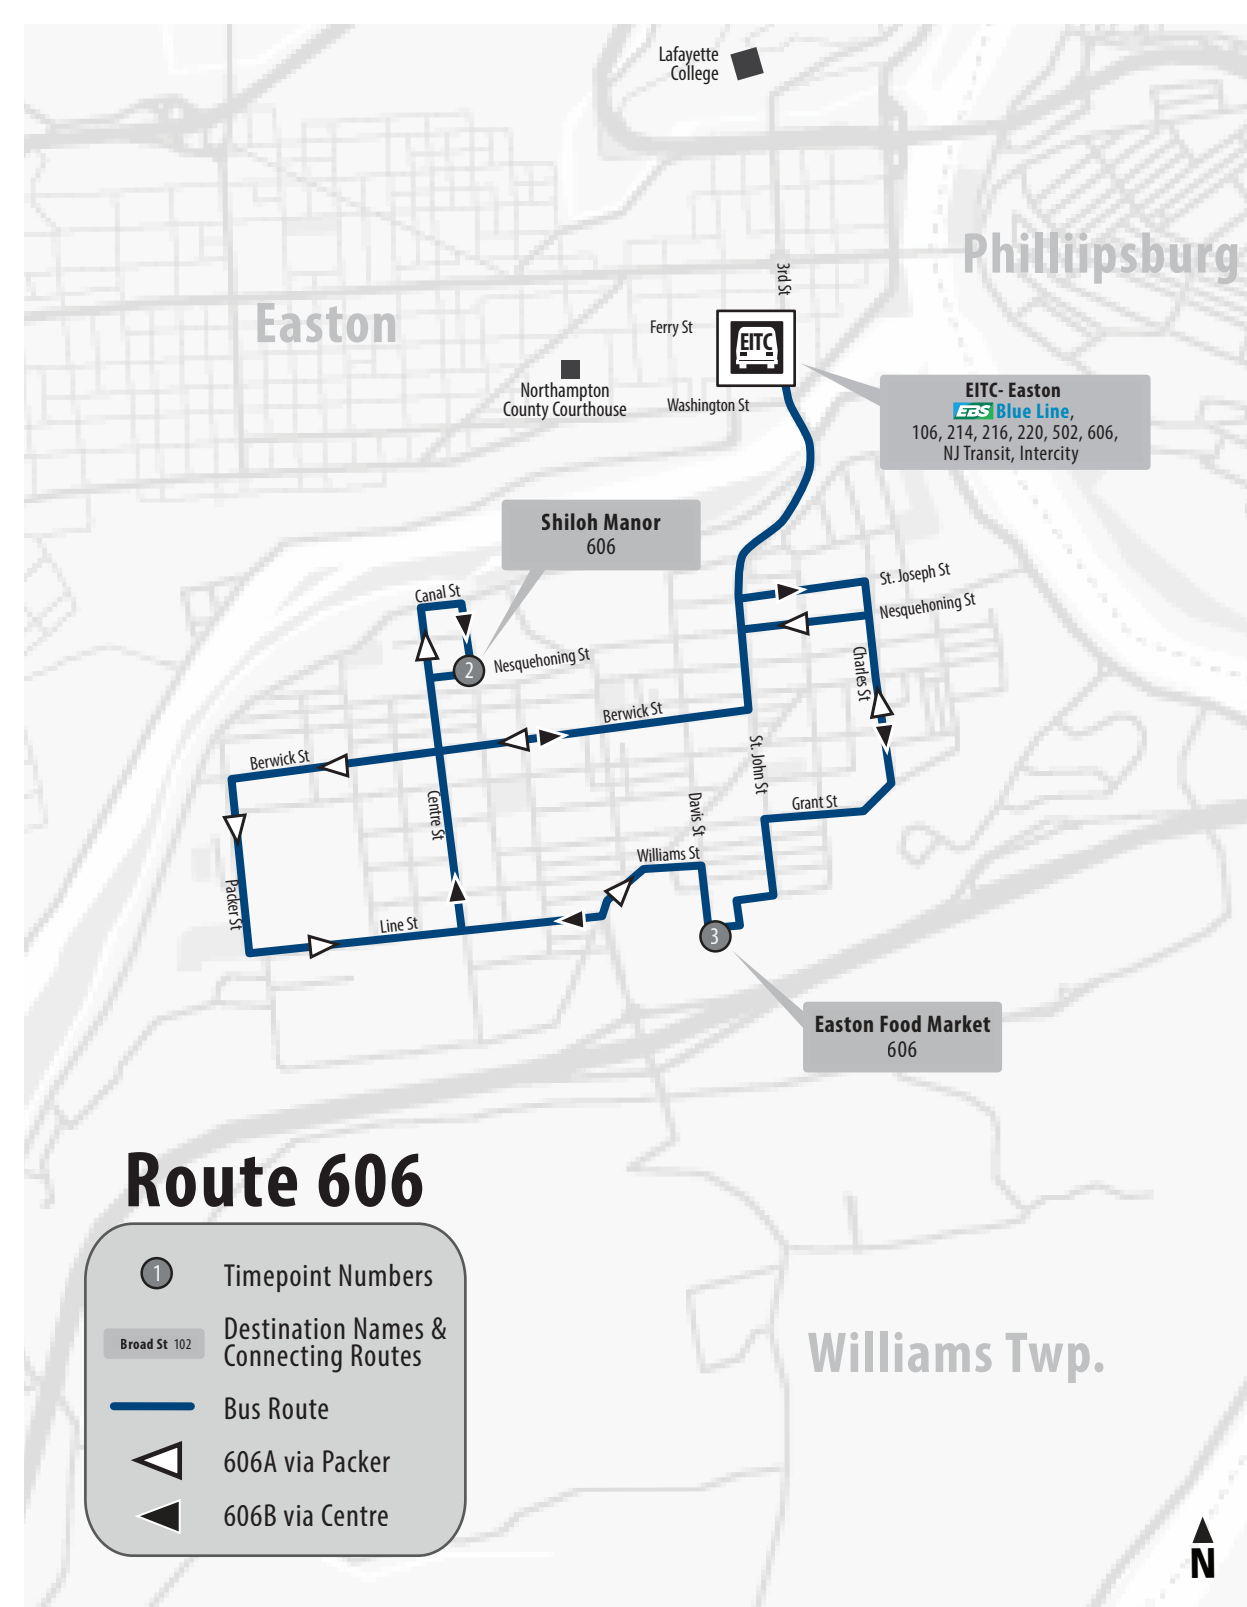 Lafayette
College
Philliipsburg
3rd St
Easton
Ferry St
EITC
Northampton
County Courthouse
Washington St
EITC- Easton
EBS Blue Line,
106, 214, 216, 220, 502, 606,
NJ Transit, Intercity
Shiloh Manor
606
St. Joseph St
Canal St
Nesquehoning St
2
Nesquehoning St
Charles St
Berwick St
Berwick St
St. John St
Centre St
Davis St
Grant St
Williams St
Packer St
Line St
3
Easton Food Market
606
Route 606
1
Timepoint Numbers
Broad St 102
Destination Names &
Connecting Routes
Bus Route
606A via Packer
606B via Centre
Williams Twp.
N